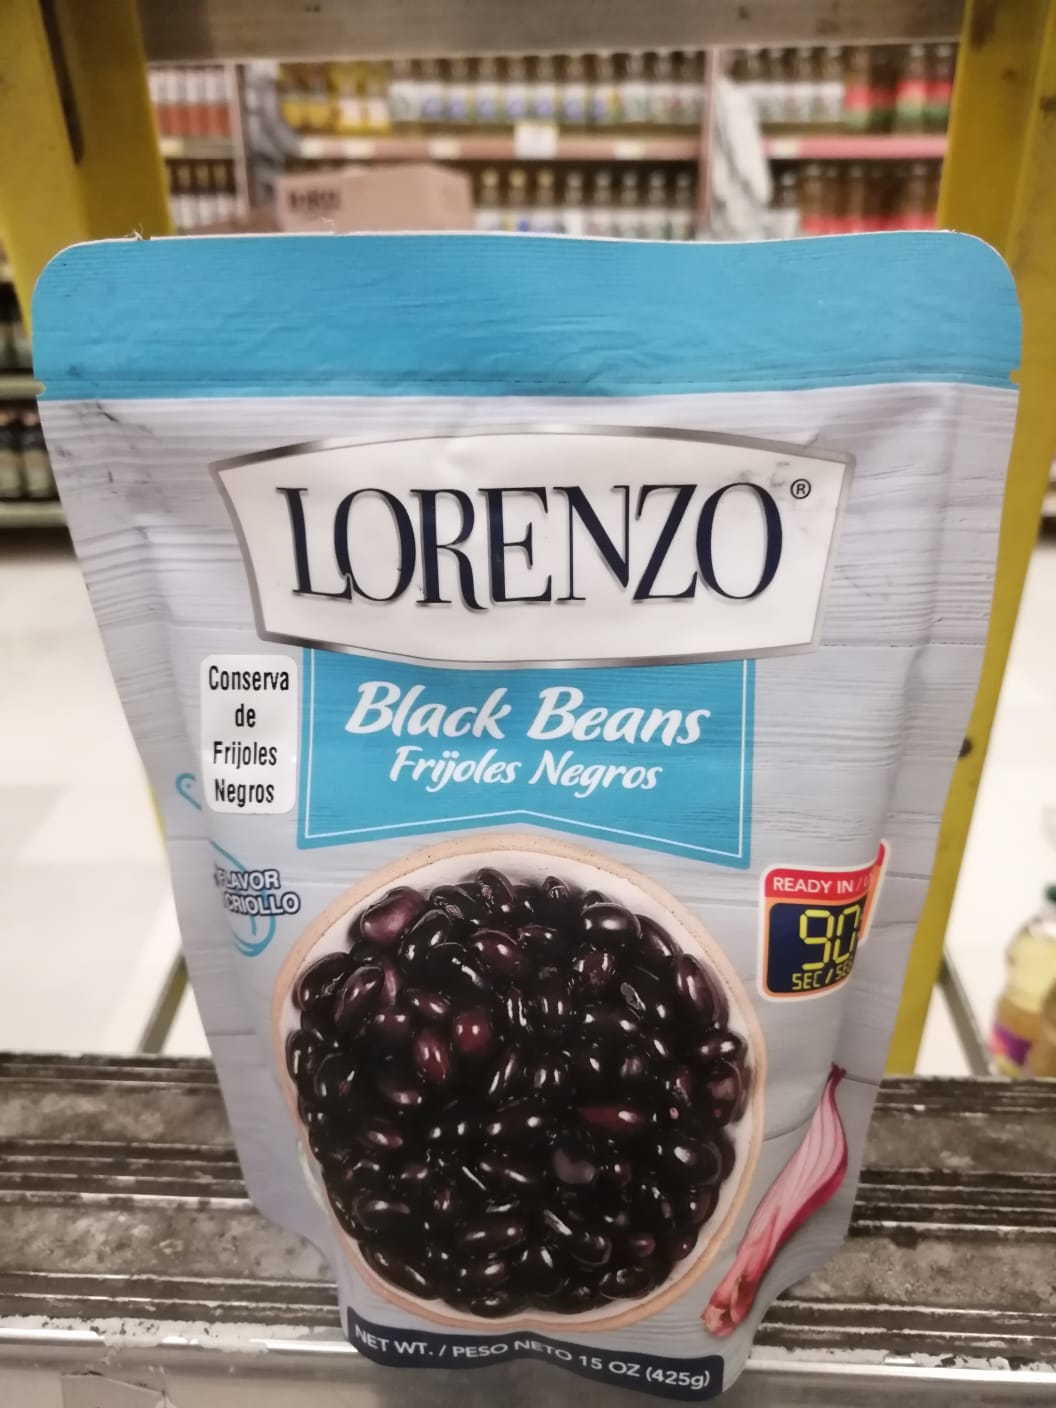 LORENZO®
Conserva
de
Frijoles
Negros
Black Beans
Frijoles Negros
FLAVOR
CRIOLLO
READY IN /
90
SEC /
NET WT. / PESO NETO 15 OZ (425g)